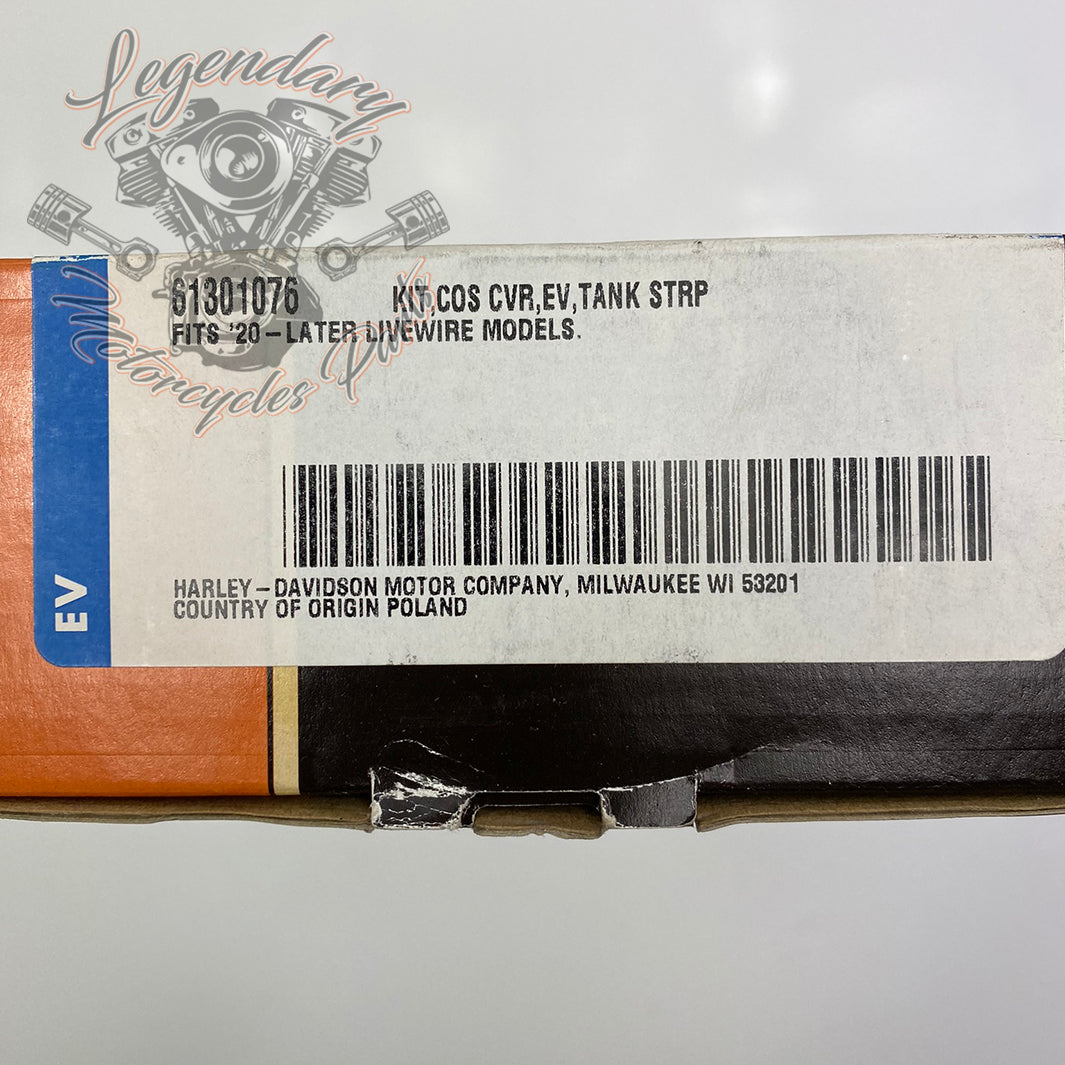 Legendary
Motorcycles Parts
61301076 KIT,COS CVR,EV,TANK STRP
FITS '20-LATER LIVEWIRE MODELS.
HARLEY-DAVIDSON MOTOR COMPANY, MILWAUKEE WI 53201
COUNTRY OF ORIGIN POLAND
EV